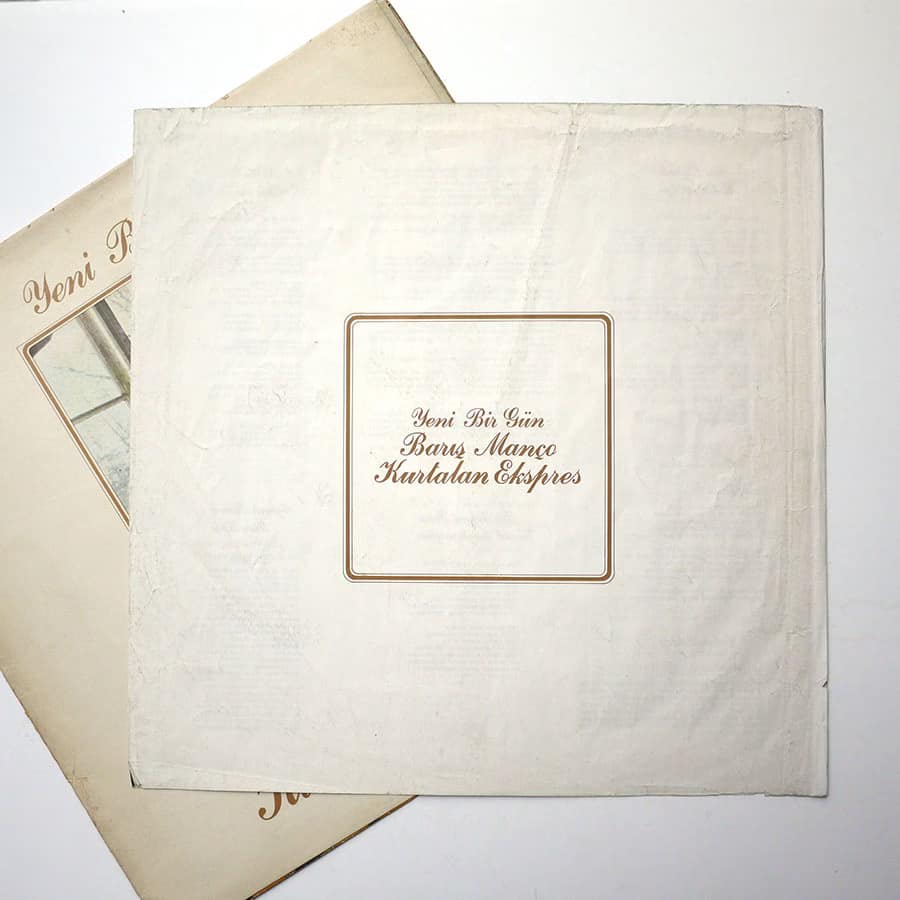 Yeni B
Yeni Bir Gün
Barış Manço
Kurtalan Ekspres